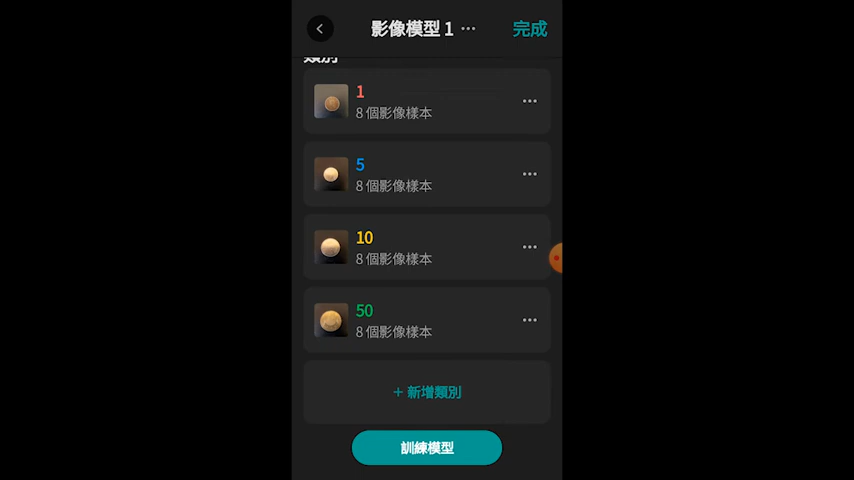 影像模型 1 ···
完成
類別
1
8 個影像樣本
5
8 個影像樣本
10
8 個影像樣本
50
8 個影像樣本
+ 新增類別
訓練模型